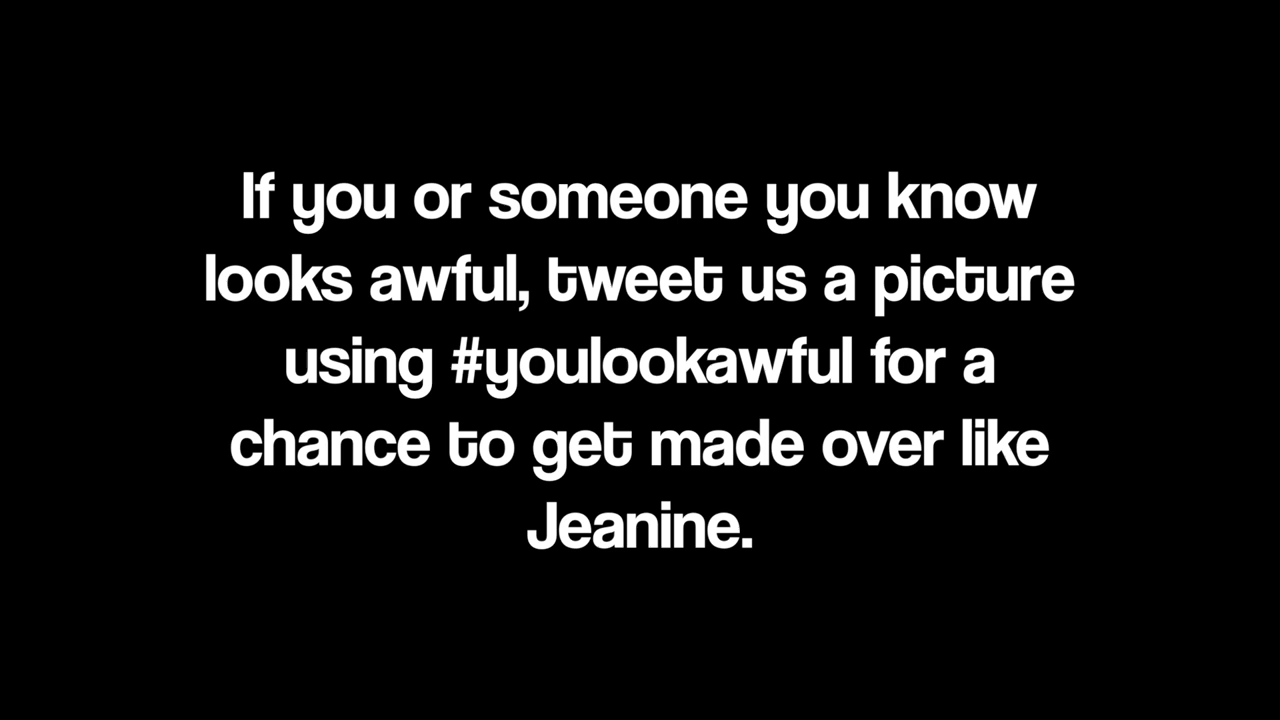 If you or someone you know
looks awful, tweet us a picture
using #youlookawful for a
chance to get made over like
Jeanine.